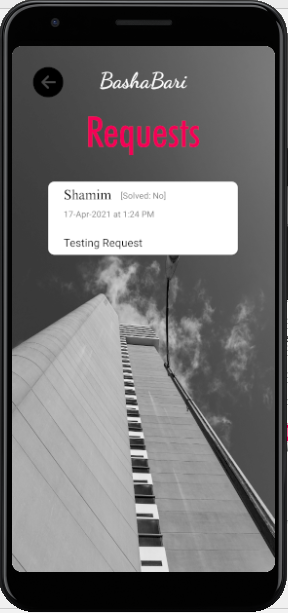 BashaBari
Requests
Shamim [Solved: No]
17-Apr-2021 at 1:24 PM
Testing Request